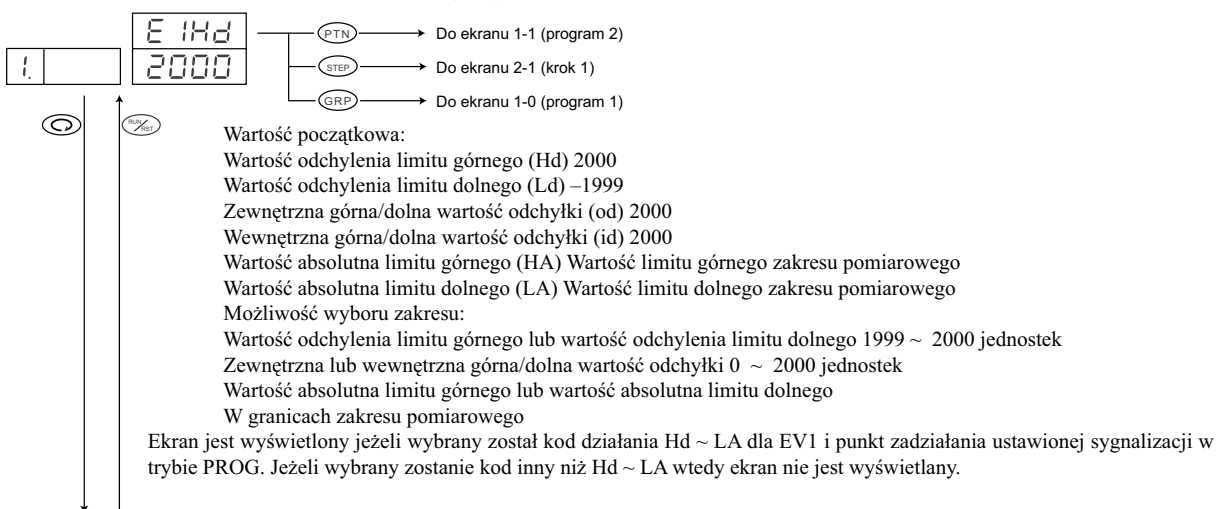 E1Hd
PTN Do ekranu 1-1 (program 2)
1. 2000
STEP Do ekranu 2-1 (krok 1)
GRP Do ekranu 1-0 (program 1)
RUN/RST
Wartość początkowa:
Wartość odchylenia limitu górnego (Hd) 2000
Wartość odchylenia limitu dolnego (Ld) –1999
Zewnętrzna górna/dolna wartość odchyłki (od) 2000
Wewnętrzna górna/dolna wartość odchyłki (id) 2000
Wartość absolutna limitu górnego (HA) Wartość limitu górnego zakresu pomiarowego
Wartość absolutna limitu dolnego (LA) Wartość limitu dolnego zakresu pomiarowego
Możliwość wyboru zakresu:
Wartość odchylenia limitu górnego lub wartość odchylenia limitu dolnego 1999 ~ 2000 jednostek
Zewnętrzna lub wewnętrzna górna/dolna wartość odchyłki 0 ~ 2000 jednostek
Wartość absolutna limitu górnego lub wartość absolutna limitu dolnego
W granicach zakresu pomiarowego
Ekran jest wyświetlony jeżeli wybrany został kod działania Hd ~ LA dla EV1 i punkt zadziałania ustawionej sygnalizacji w
trybie PROG. Jeżeli wybrany zostanie kod inny niż Hd ~ LA wtedy ekran nie jest wyświetlany.